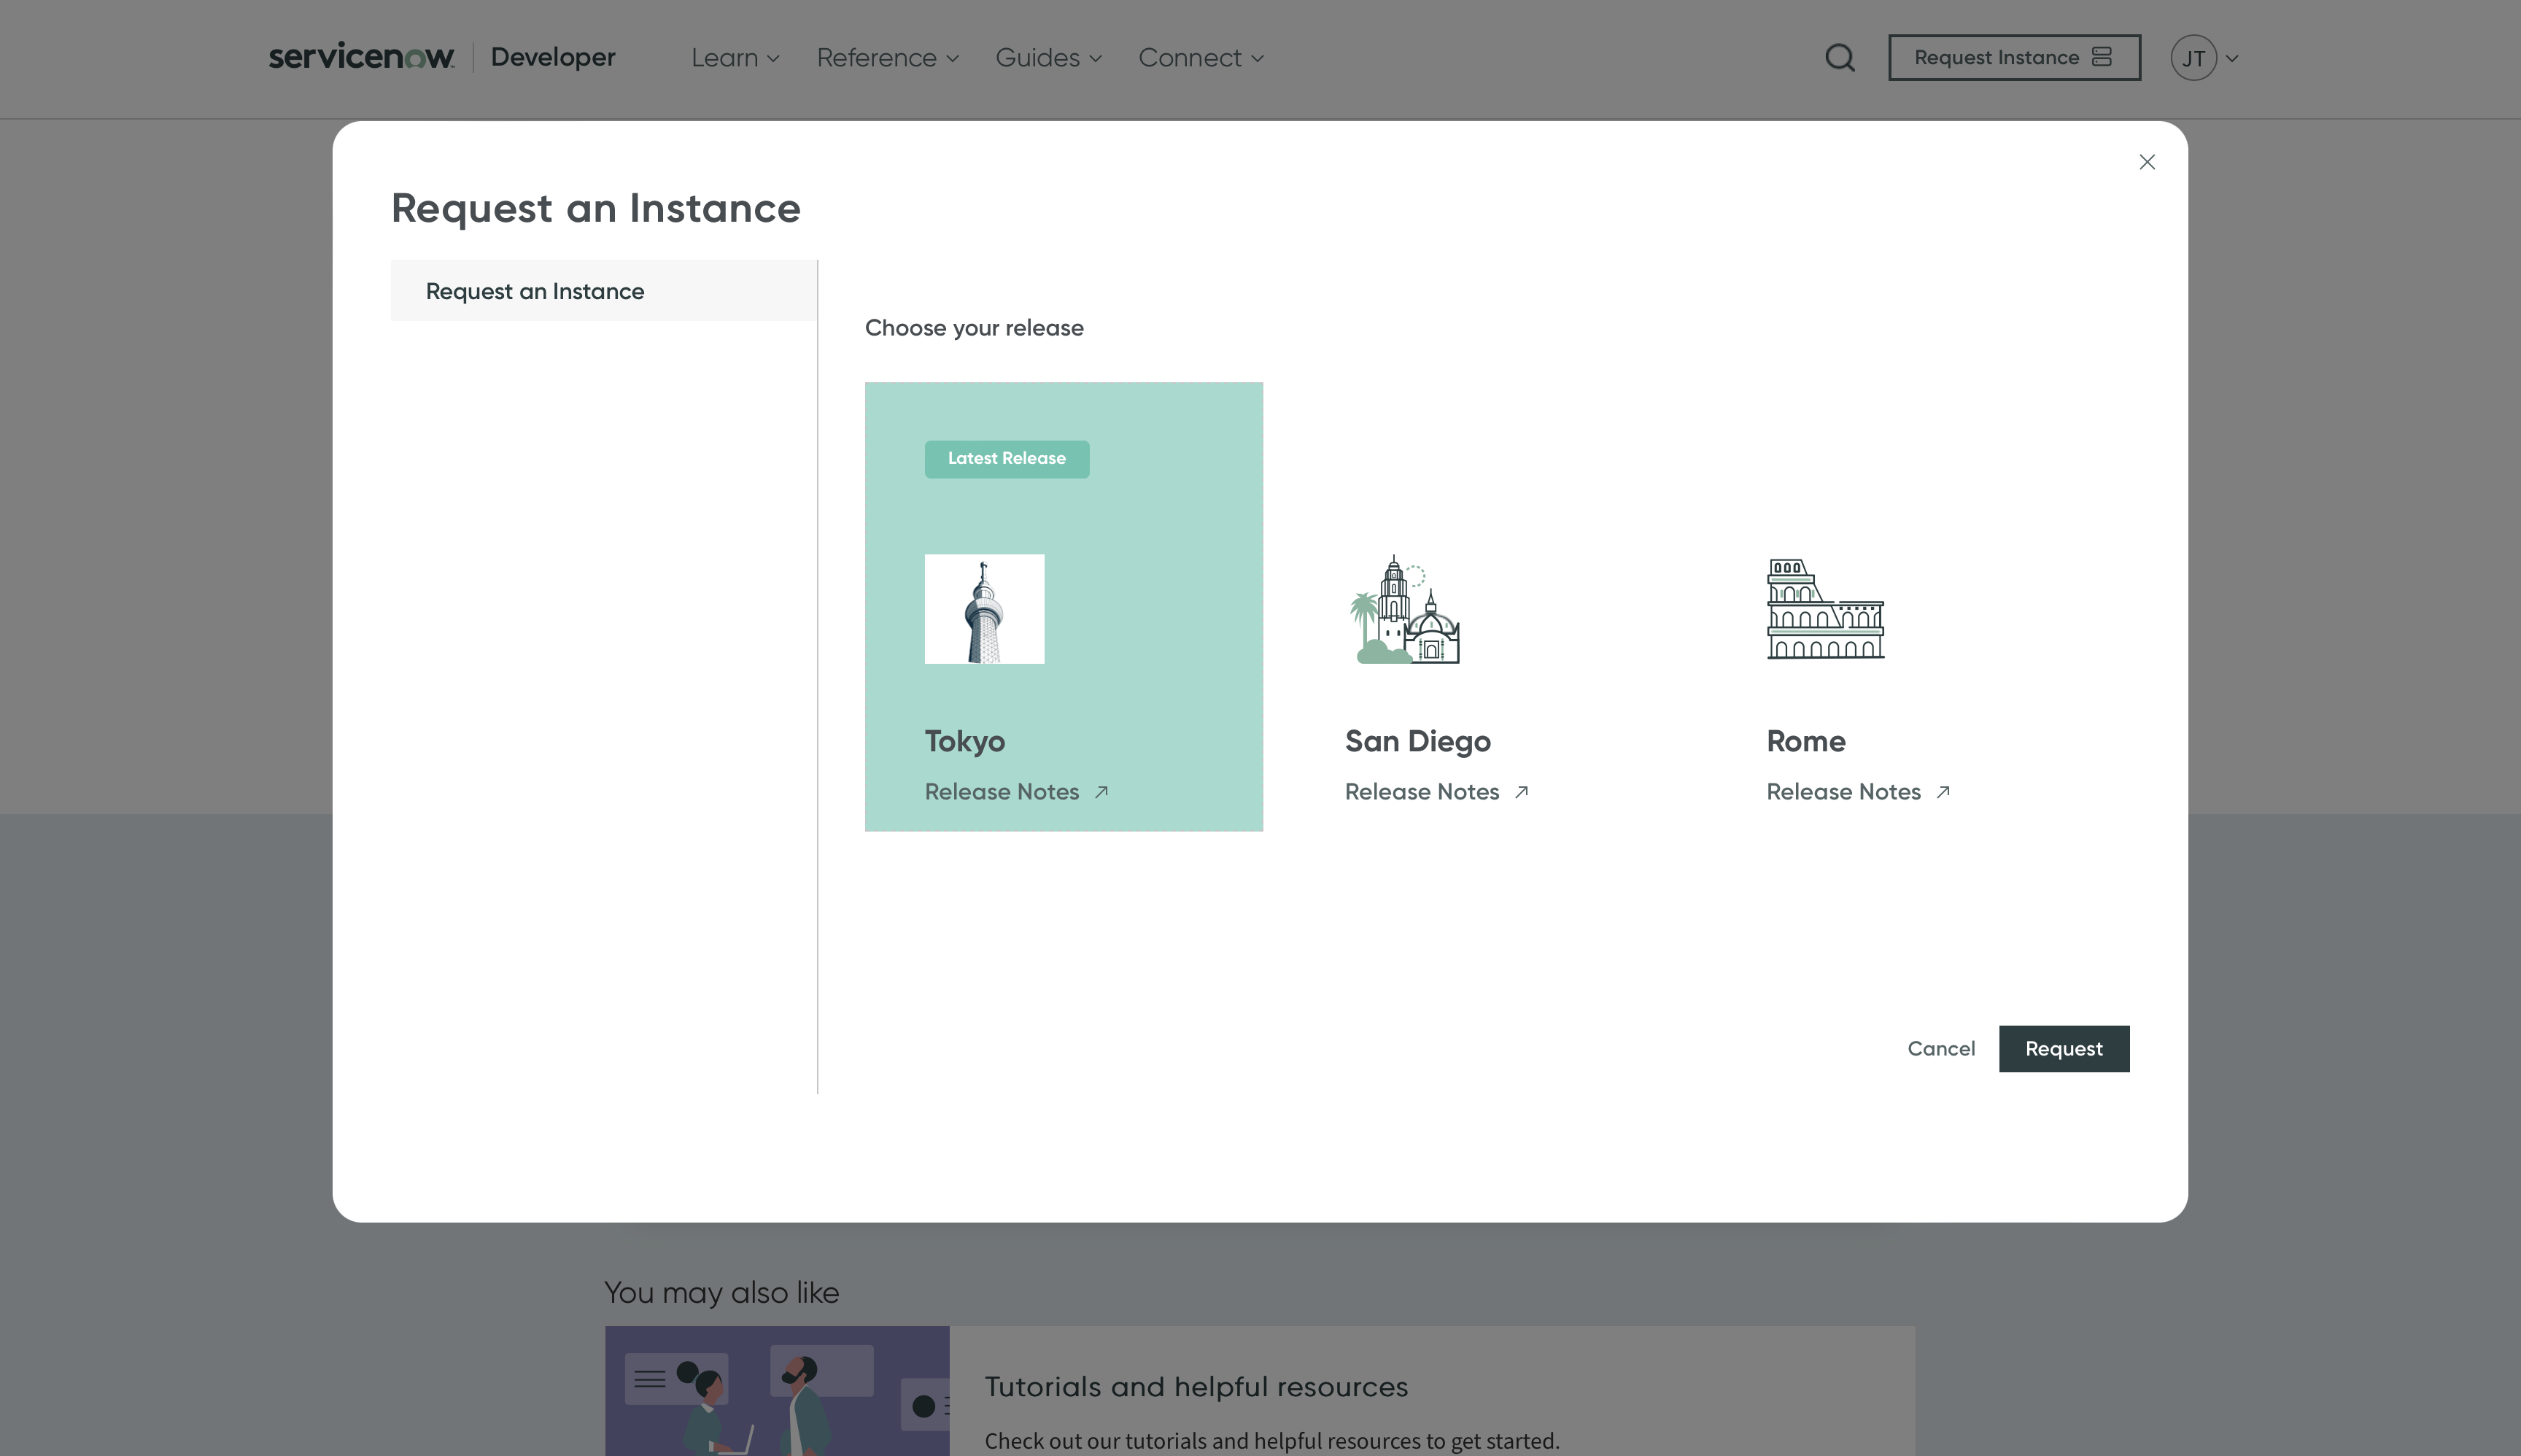 servicenow Developer Learn Reference Guides Connect Request Instance JT
Request an Instance
Request an Instance
Choose your release
Latest Release
Tokyo San Diego Rome
Release Notes Release Notes Release Notes
Cancel Request
You may also like
Tutorials and helpful resources
Check out our tutorials and helpful resources to get started.